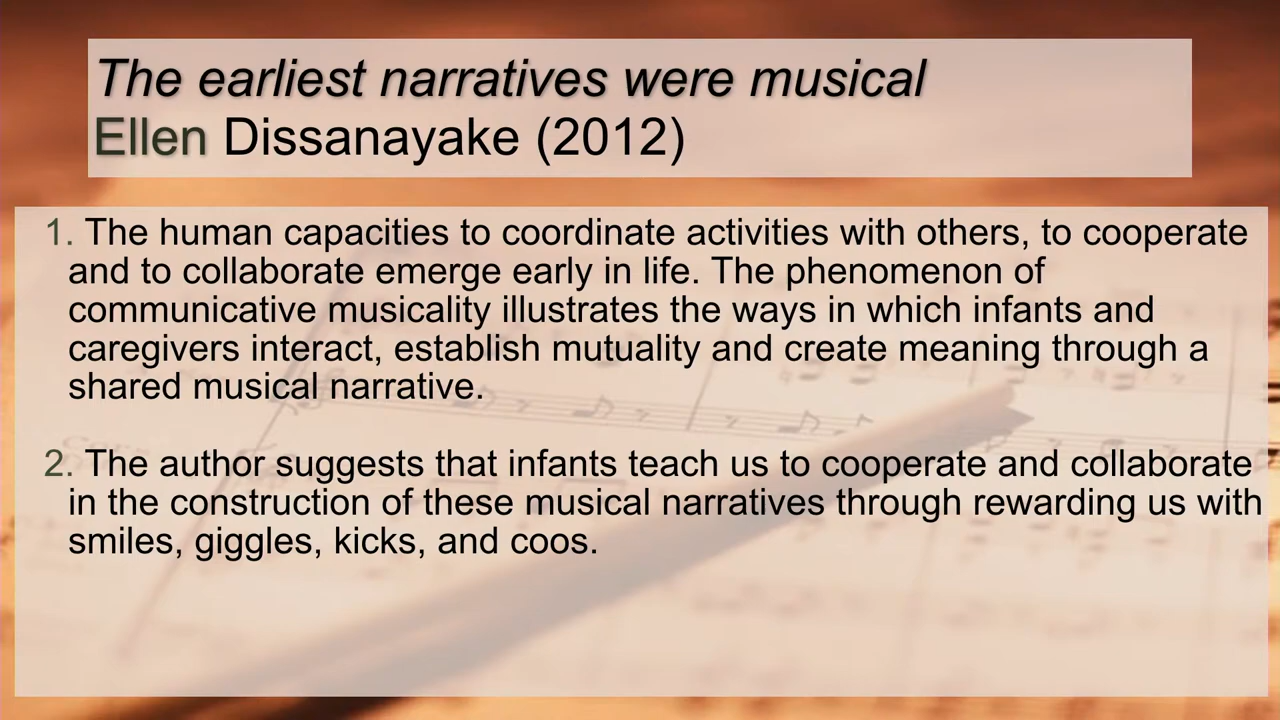 The earliest narratives were musical
Ellen Dissanayake (2012)
1. The human capacities to coordinate activities with others, to cooperate
and to collaborate emerge early in life. The phenomenon of
communicative musicality illustrates the ways in which infants and
caregivers interact, establish mutuality and create meaning through a
shared musical narrative.
2. The author suggests that infants teach us to cooperate and collaborate
in the construction of these musical narratives through rewarding us with
smiles, giggles, kicks, and coos.